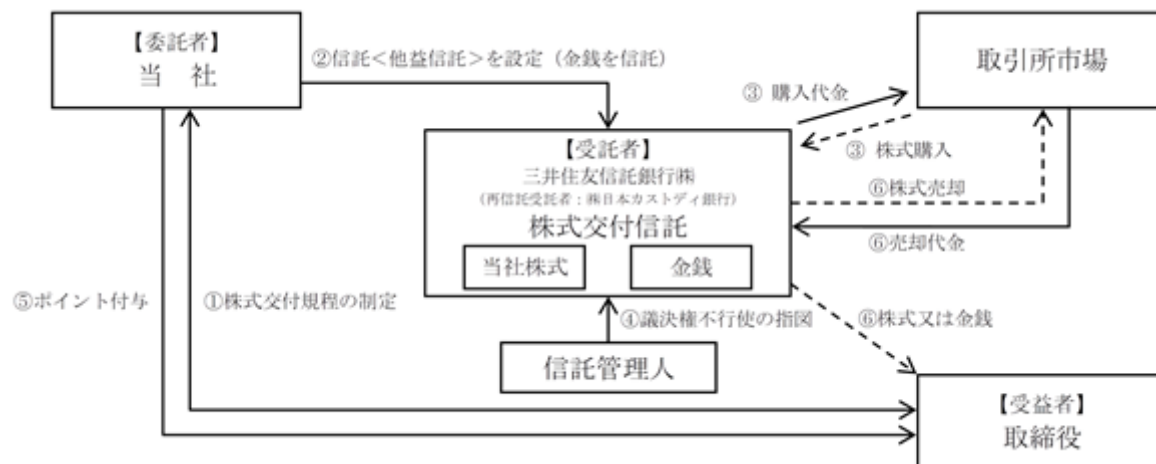 【委託者】
当　社
②信託＜他益信託＞を設定（金銭を信託）
取引所市場
③ 購入代金
③ 株式購入
【受託者】
三井住友信託銀行㈱
（再信託受託者：㈱日本カストディ銀行）
株式交付信託
当社株式
金銭
⑥株式売却
⑥売却代金
⑤ポイント付与
①株式交付規程の制定
④議決権不行使の指図
⑥株式又は金銭
信託管理人
【受益者】
取締役